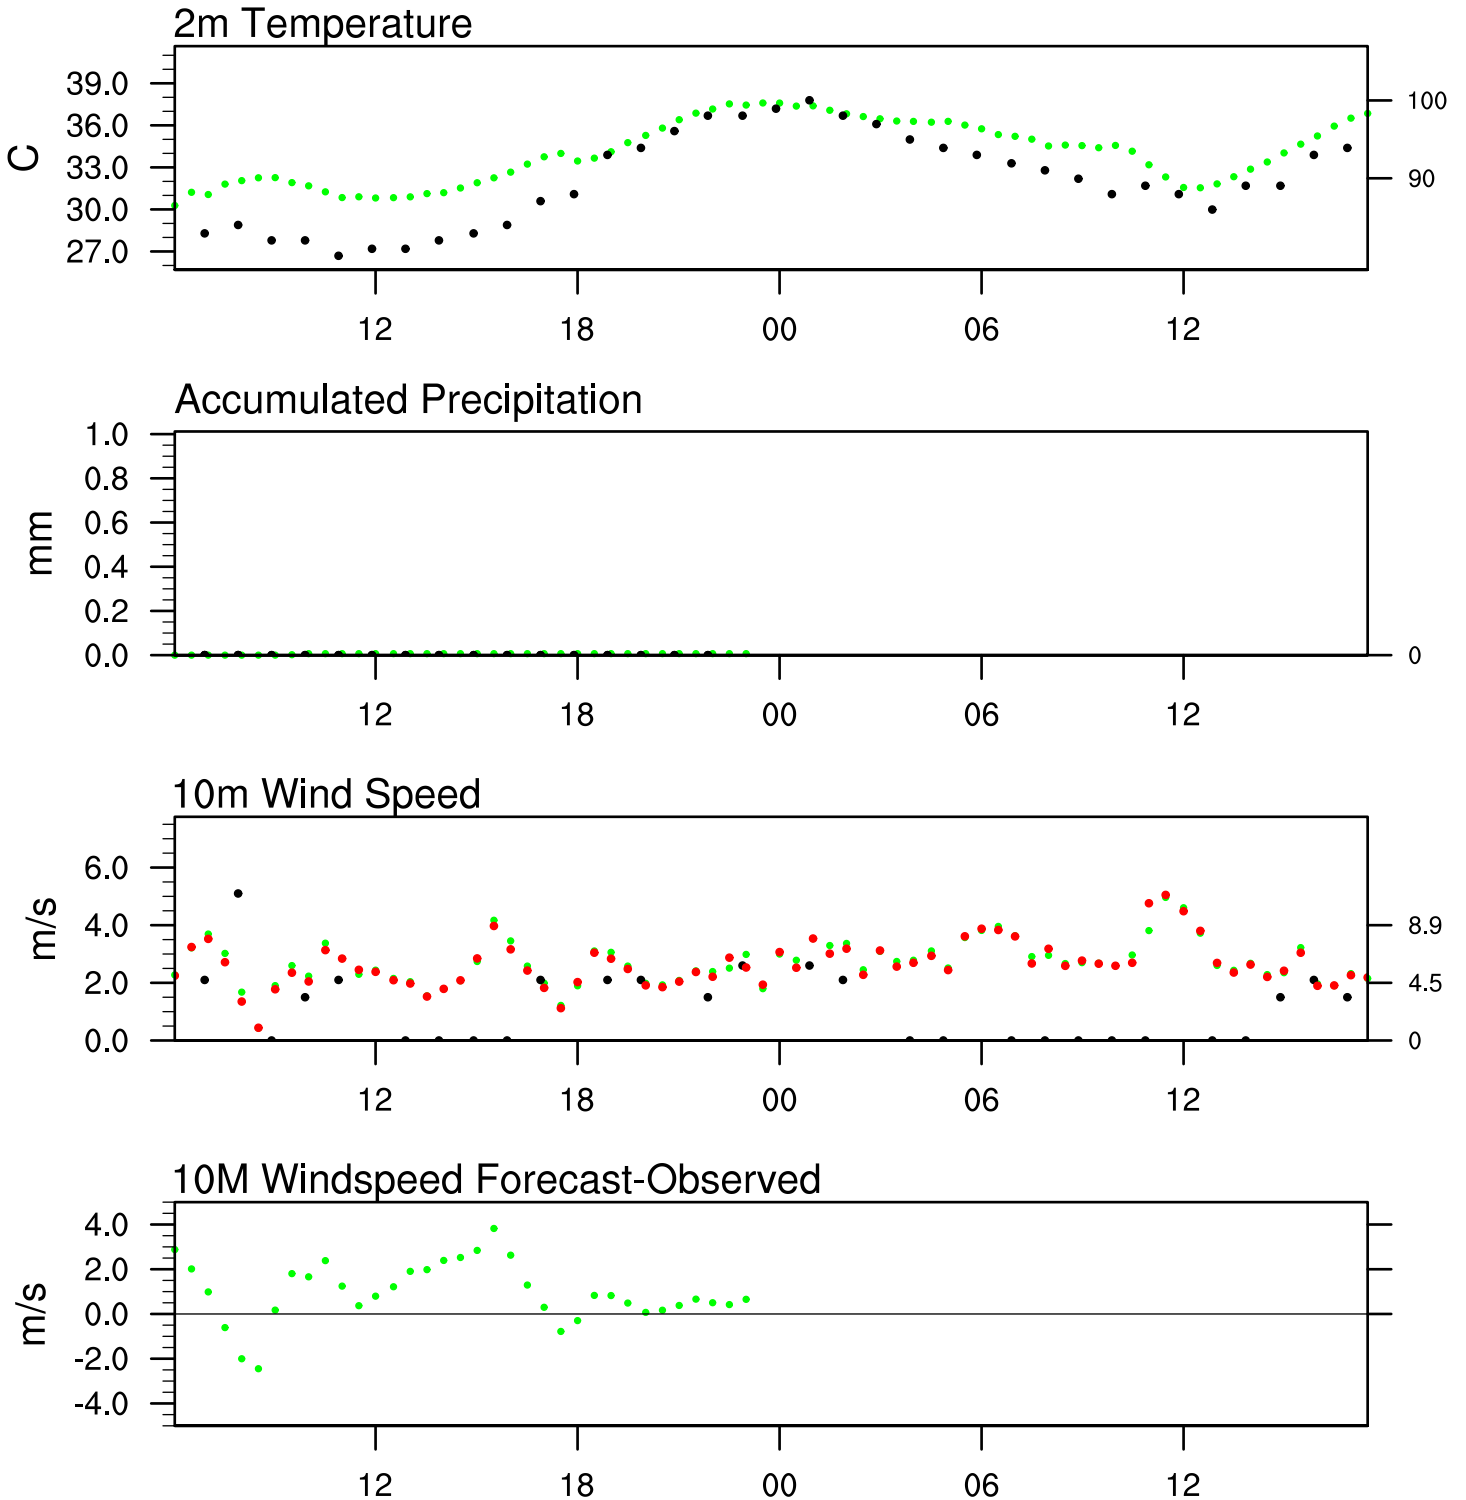 2m Temperature
C
39.0
36.0
33.0
30.0
27.0
100
90
12 18 00 06 12
Accumulated Precipitation
mm
1.0
0.8
0.6
0.4
0.2
0.0
0
12 18 00 06 12
10m Wind Speed
m/s
6.0
4.0
2.0
0.0
8.9
4.5
0
12 18 00 06 12
10M Windspeed Forecast-Observed
m/s
4.0
2.0
0.0
-2.0
-4.0
12 18 00 06 12